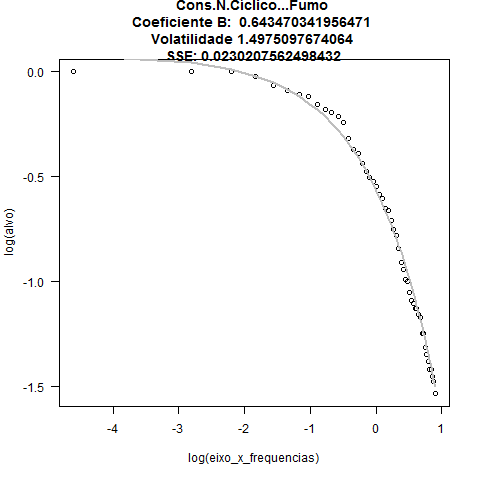 Cons.N.Ciclico...Fumo
Coeficiente B:  0.643470341956471
Volatilidade 1.4975097674064
SSE: 0.0230207562498432
0.0
-0.5
-1.0
-1.5
log(alvo)
-4
-3
-2
-1
0
1
log(eixo_x_frequencias)